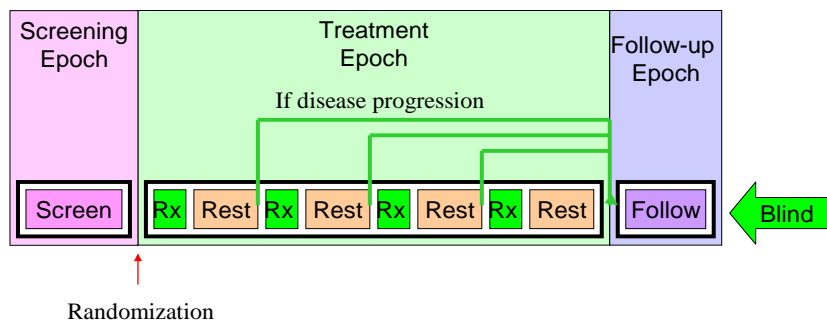 Screening
Epoch
Treatment
Epoch
Follow-up
Epoch
If disease progression
Screen
Rx Rest Rx Rest Rx Rest Rx Rest
Follow
Blind
Randomization